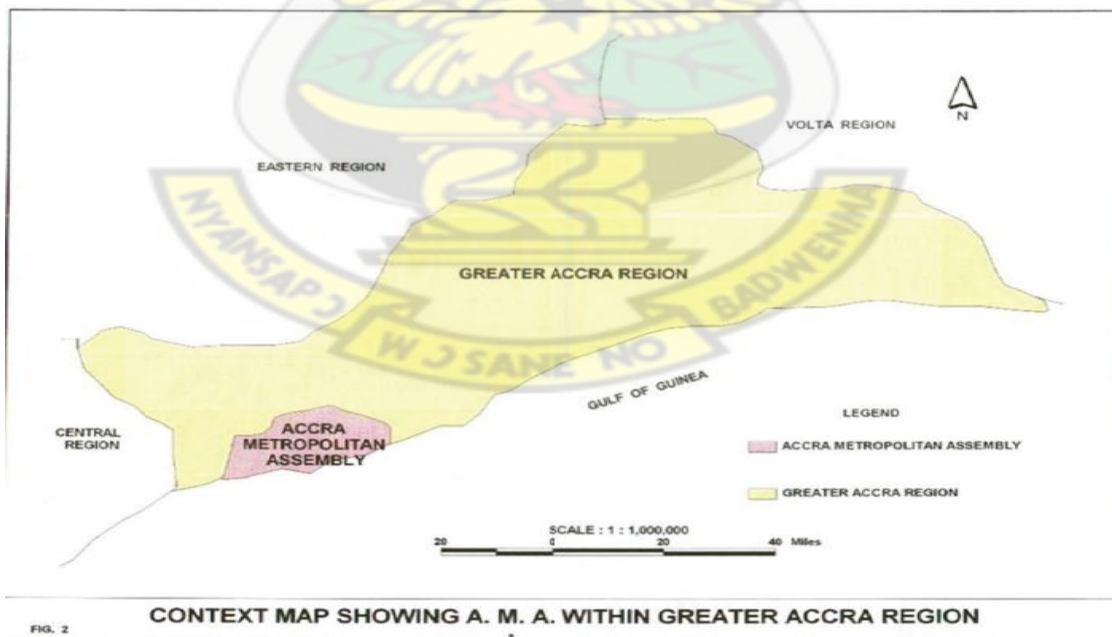 N
VOLTA REGION
EASTERN REGION
NYANSAPƆ WƆSANE NO BADWENMA
GREATER ACCRA REGION
GULF OF GUINEA
CENTRAL
REGION
ACCRA
METROPOLITAN
ASSEMBLY
LEGEND
ACCRA METROPOLITAN ASSEMBLY
GREATER ACCRA REGION
SCALE : 1 : 1,000,000
20 0 20 40 Miles
CONTEXT MAP SHOWING A. M. A. WITHIN GREATER ACCRA REGION
FIG. 2